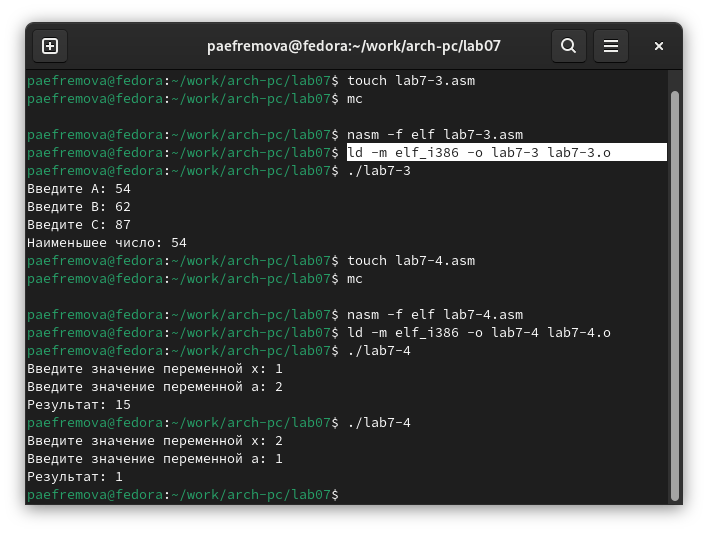 paefremova@fedora:~/work/arch-pc/lab07
paefremova@fedora:~/work/arch-pc/lab07$ touch lab7-3.asm
paefremova@fedora:~/work/arch-pc/lab07$ mc
paefremova@fedora:~/work/arch-pc/lab07$ nasm -f elf lab7-3.asm
paefremova@fedora:~/work/arch-pc/lab07$ ld -m elf_i386 -o lab7-3 lab7-3.o
paefremova@fedora:~/work/arch-pc/lab07$ ./lab7-3
Введите A: 54
Введите B: 62
Введите C: 87
Наименьшее число: 54
paefremova@fedora:~/work/arch-pc/lab07$ touch lab7-4.asm
paefremova@fedora:~/work/arch-pc/lab07$ mc
paefremova@fedora:~/work/arch-pc/lab07$ nasm -f elf lab7-4.asm
paefremova@fedora:~/work/arch-pc/lab07$ ld -m elf_i386 -o lab7-4 lab7-4.o
paefremova@fedora:~/work/arch-pc/lab07$ ./lab7-4
Введите значение переменной x: 1
Введите значение переменной a: 2
Результат: 15
paefremova@fedora:~/work/arch-pc/lab07$ ./lab7-4
Введите значение переменной x: 2
Введите значение переменной a: 1
Результат: 1
paefremova@fedora:~/work/arch-pc/lab07$